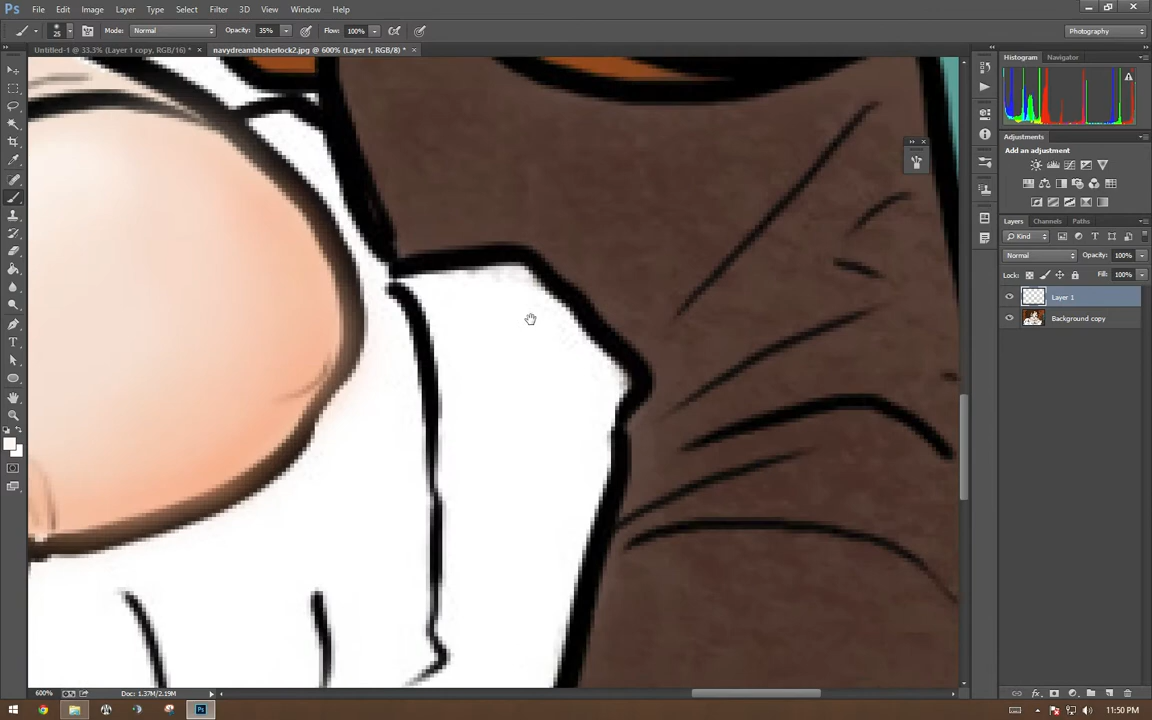 Ps File Edit Image Layer Type Select Filter 3D View Window Help
25 Mode: Normal Opacity: 35% Flow: 100% Photography
Untitled-1 @ 33.3% (Layer 1 copy, RGB/16) * × navydreambbsherlock2.jpg @ 600% (Layer 1, RGB/8) * ×
Histogram Navigator
Adjustments
Add an adjustment
Layers Channels Paths
Kind
Normal Opacity: 100%
Lock: Fill: 100%
Layer 1
Background copy
600% Doc: 1.37M/2.19M
Ps 11:50 PM